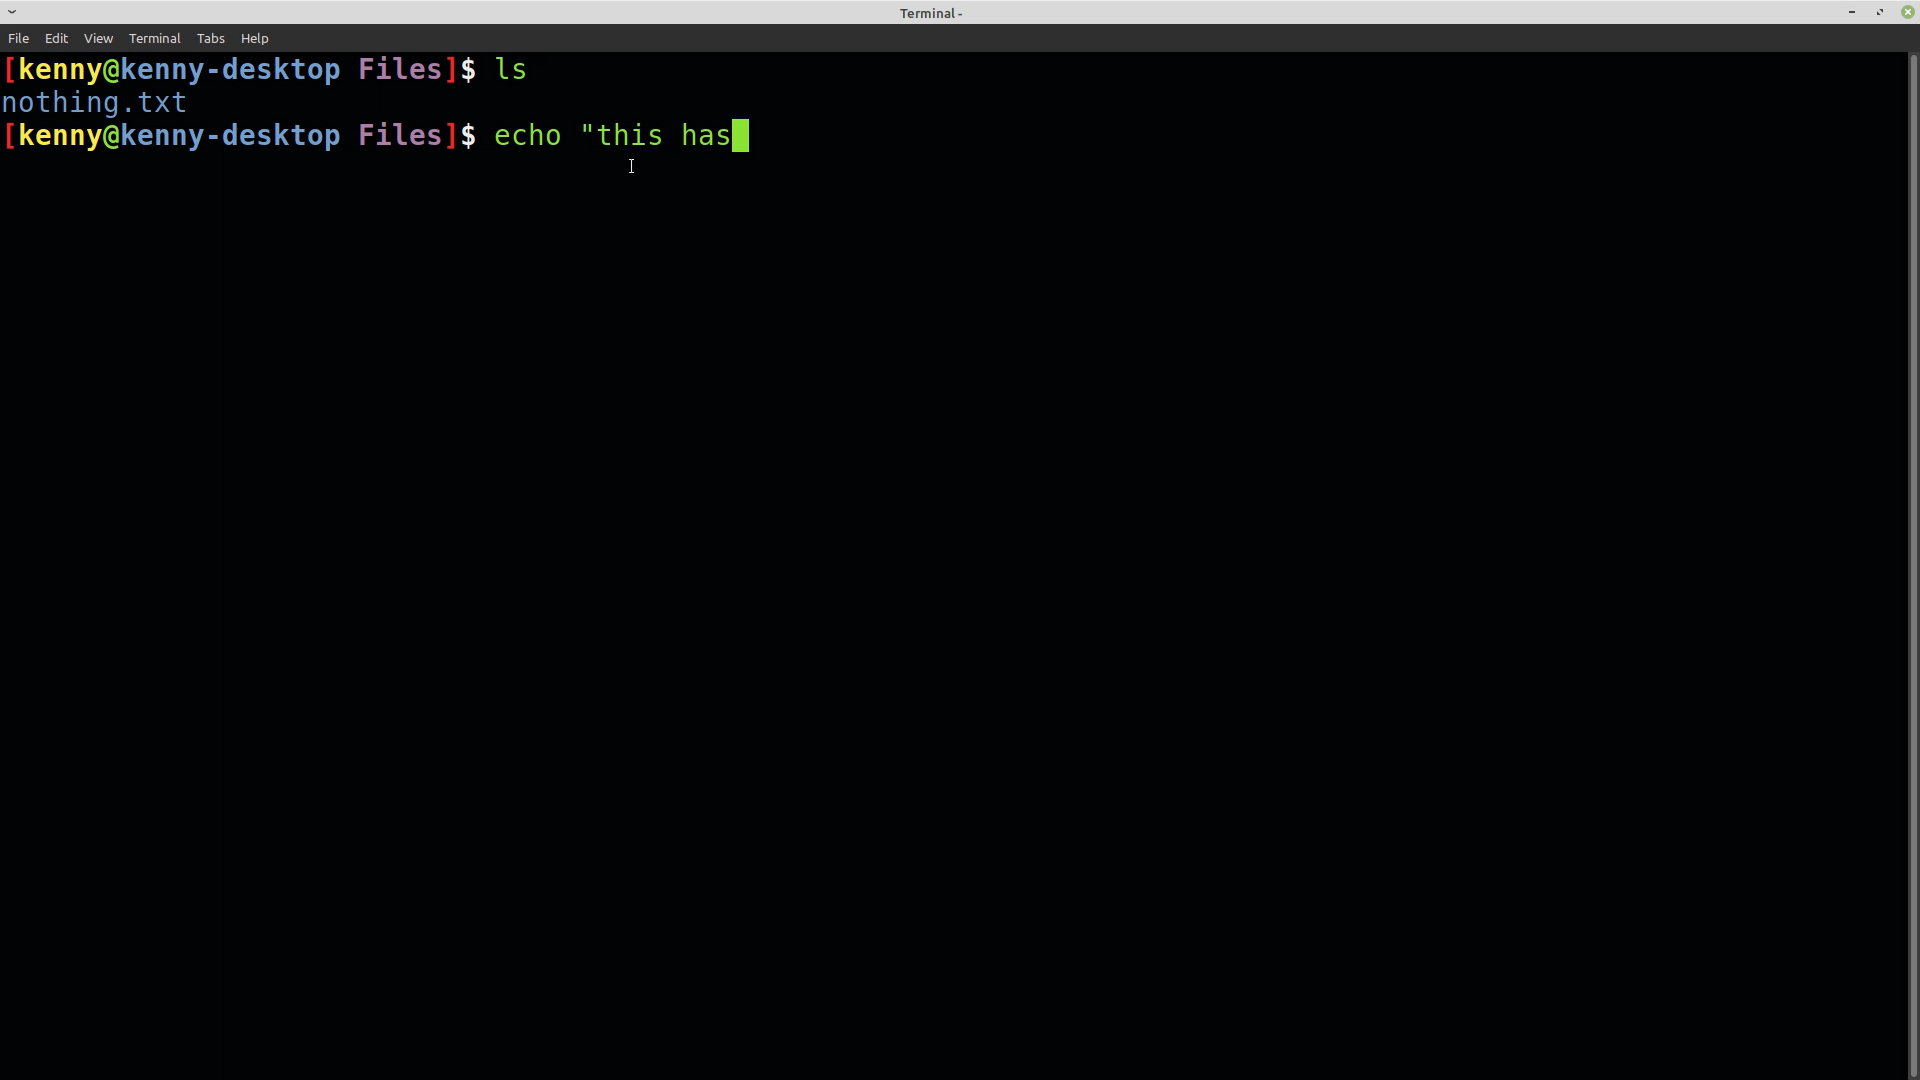 Terminal -
File Edit View Terminal Tabs Help
[kenny@kenny-desktop Files]$ ls
nothing.txt
[kenny@kenny-desktop Files]$ echo "this has